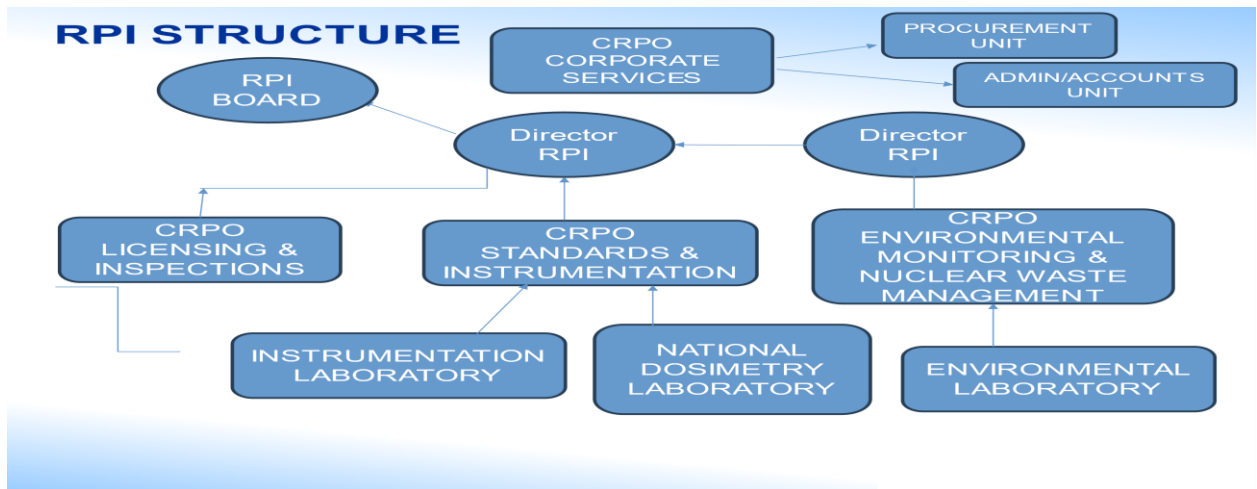 RPI STRUCTURE
CRPO
CORPORATE
SERVICES
PROCUREMENT
UNIT
ADMIN/ACCOUNTS
UNIT
RPI
BOARD
Director
RPI
Director
RPI
CRPO
LICENSING &
INSPECTIONS
CRPO
STANDARDS &
INSTRUMENTATION
CRPO
ENVIRONMENTAL
MONITORING &
NUCLEAR WASTE
MANAGEMENT
INSTRUMENTATION
LABORATORY
NATIONAL
DOSIMETRY
LABORATORY
ENVIRONMENTAL
LABORATORY